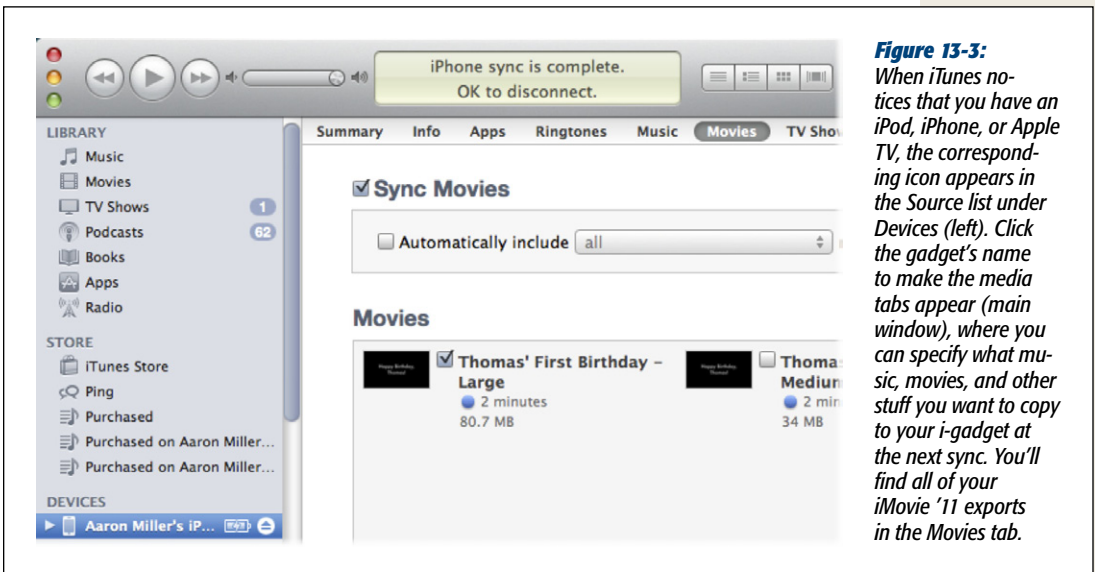 iPhone sync is complete.
OK to disconnect.
LIBRARY
Music
Movies
TV Shows 1
Podcasts 62
Books
Apps
Radio
STORE
iTunes Store
Ping
Purchased
Purchased on Aaron Miller...
Purchased on Aaron Miller...
DEVICES
Aaron Miller's iP...
Summary Info Apps Ringtones Music Movies TV Show
Sync Movies
Automatically include all
Movies
Thomas' First Birthday –
Large
2 minutes
80.7 MB
Thomas
Medium
2 min
34 MB
Figure 13-3:
When iTunes no-
tices that you have an
iPod, iPhone, or Apple
TV, the correspond-
ing icon appears in
the Source list under
Devices (left). Click
the gadget's name
to make the media
tabs appear (main
window), where you
can specify what mu-
sic, movies, and other
stuff you want to copy
to your i-gadget at
the next sync. You'll
find all of your
iMovie '11 exports
in the Movies tab.